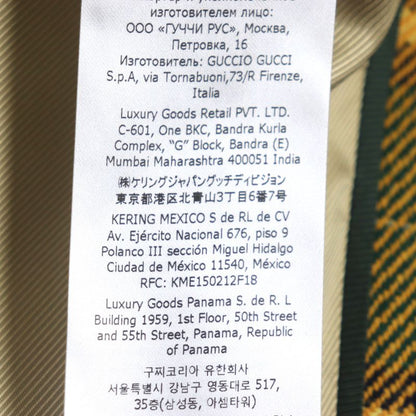 изготовителем лицо:
ООО «ГУЧЧИ РУС», Москва,
Петровка, 16
Изготовитель: GUCCIO GUCCI
S.p.A, via Tornabuoni,73/R Firenze,
Italia
Luxury Goods Retail PVT. LTD.
C-601, One BKC, Bandra Kurla
Complex, “G” Block, Bandra (E)
Mumbai Maharashtra 400051 India
㈱ケリングジャパングッチディビジョン
東京都港区北青山3丁目6番7号
KERING MEXICO S de RL de CV
Av. Ejército Nacional 676, piso 9
Polanco III sección Miguel Hidalgo
Ciudad de México 11540, México
RFC: KME150212F18
Luxury Goods Panama S. de R. L
Building 1959, 1st Floor, 50th Street
and 55th Street, Panama, Republic
of Panama
구찌코리아 유한회사
서울특별시 강남구 영동대로 517,
35층(삼성동, 아셈타워)